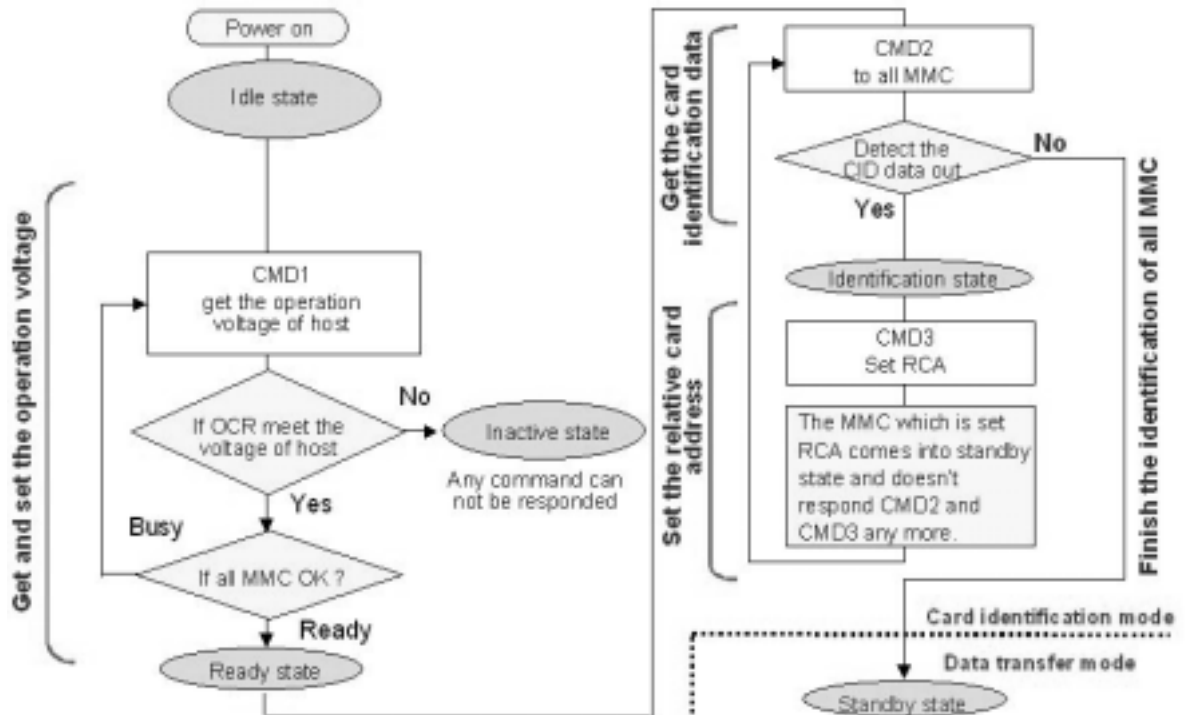 Power on
Idle state
Get and set the operation voltage
CMD1
get the operation
voltage of host
If OCR meet the
voltage of host
No
Inactive state
Any command can
not be responded
Yes
Busy
If all MMC OK ?
Ready
Ready state
Get the card
identification data
CMD2
to all MMC
Detect the
CID data out
No
Yes
Identification state
Set the relative card
address
CMD3
Set RCA
The MMC which is set
RCA comes into standby
state and doesn't
respond CMD2 and
CMD3 any more.
Finish the identification of all MMC
Card identification mode
Data transfer mode
Standby state